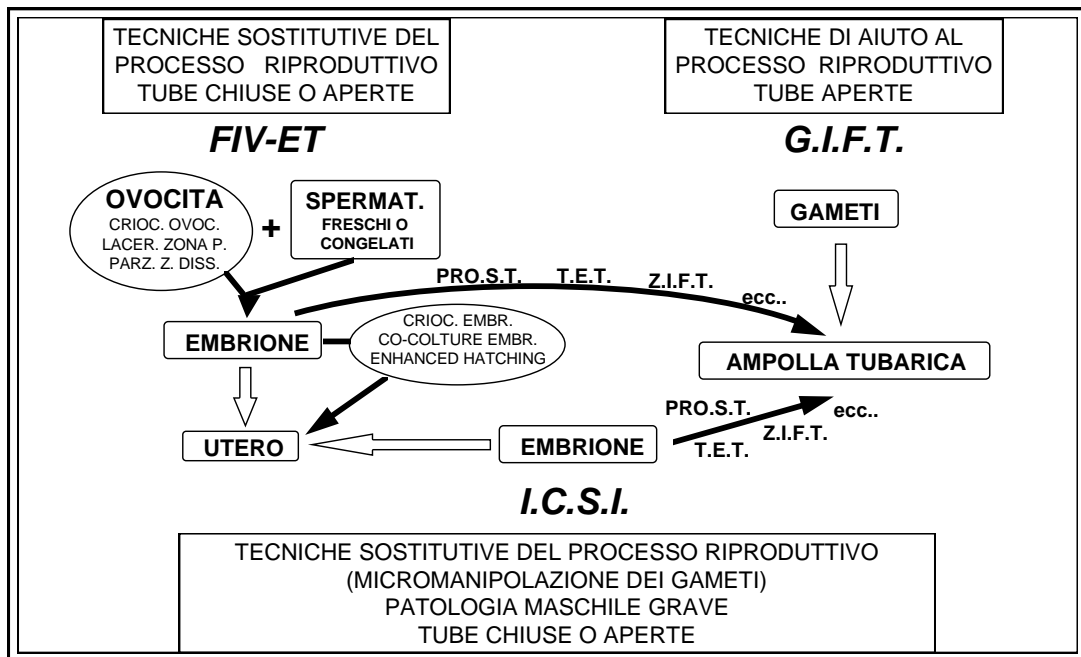 TECNICHE SOSTITUTIVE DEL
PROCESSO RIPRODUTTIVO
TUBE CHIUSE O APERTE
FIV-ET
TECNICHE DI AIUTO AL
PROCESSO RIPRODUTTIVO
TUBE APERTE
G.I.F.T.
OVOCITA
CRIOC. OVOC.
LACER. ZONA P.
PARZ. Z. DISS.
+
SPERMAT.
FRESCHI O
CONGELATI
GAMETI
PRO.S.T. T.E.T. Z.I.F.T. ecc..
EMBRIONE
CRIOC. EMBR.
CO-COLTURE EMBR.
ENHANCED HATCHING
AMPOLLA TUBARICA
UTERO
EMBRIONE
PRO.S.T. ecc..
T.E.T. Z.I.F.T.
I.C.S.I.
TECNICHE SOSTITUTIVE DEL PROCESSO RIPRODUTTIVO
(MICROMANIPOLAZIONE DEI GAMETI)
PATOLOGIA MASCHILE GRAVE
TUBE CHIUSE O APERTE